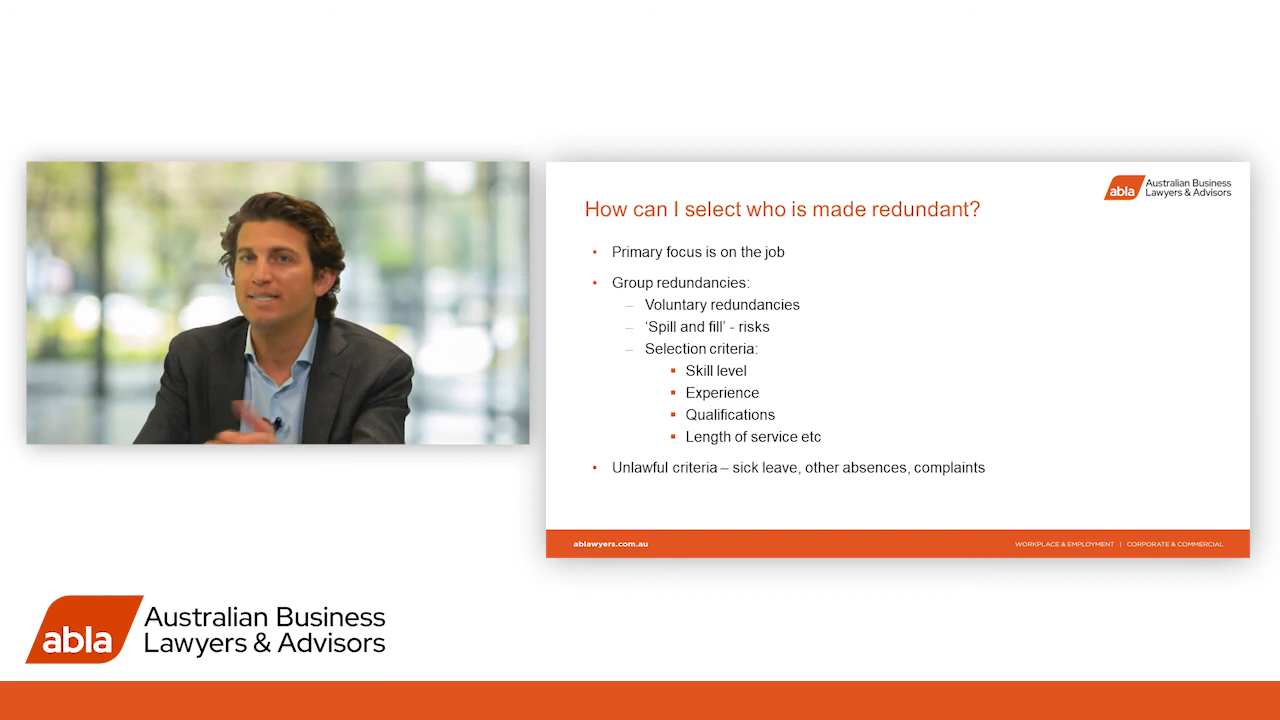 abla
Australian Business
Lawyers & Advisors
How can I select who is made redundant?
• Primary focus is on the job
• Group redundancies:
– Voluntary redundancies
– ‘Spill and fill’ - risks
– Selection criteria:
▪ Skill level
▪ Experience
▪ Qualifications
▪ Length of service etc
• Unlawful criteria – sick leave, other absences, complaints
ablawyers.com.au
WORKPLACE & EMPLOYMENT | CORPORATE & COMMERCIAL
abla
Australian Business
Lawyers & Advisors